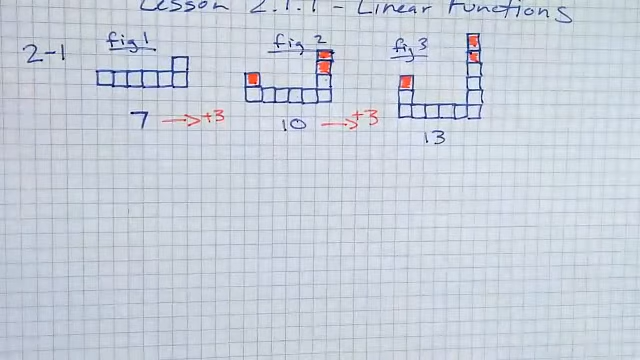 Lesson 2.1.1 - Linear Functions
2-1
fig 1
fig 2
fig 3
7 → +3
10 → +3
13